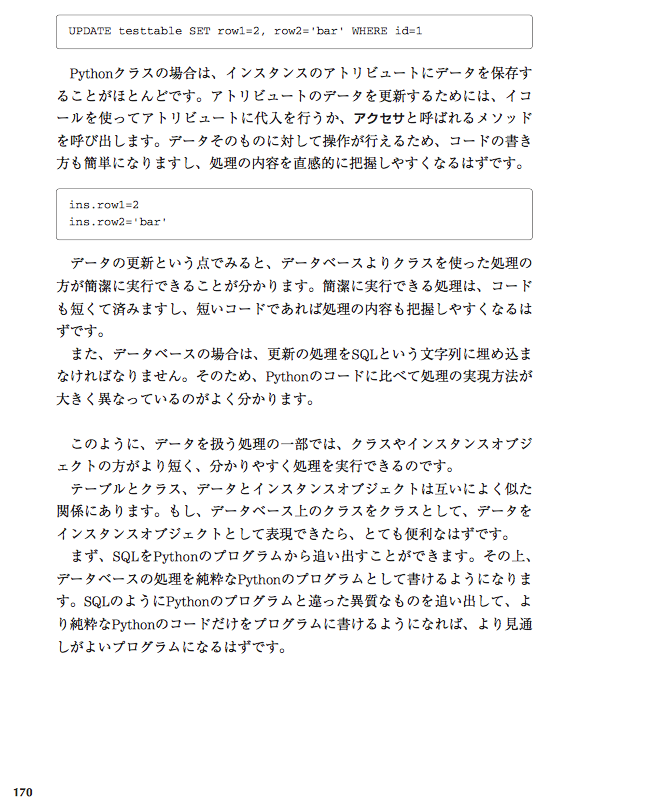 UPDATE testtable SET row1=2, row2='bar' WHERE id=1
Pythonクラスの場合は、インスタンスのアトリビュートにデータを保存す
ることがほとんどです。アトリビュートのデータを更新するためには、イコ
ールを使ってアトリビュートに代入を行うか、アクセサと呼ばれるメソッド
を呼び出します。データそのものに対して操作が行えるため、コードの書き
方も簡単になりますし、処理の内容を直感的に把握しやすくなるはずです。
ins.row1=2
ins.row2='bar'
データの更新という点でみると、データベースよりクラスを使った処理の
方が簡潔に実行できることが分かります。簡潔に実行できる処理は、コード
も短くて済みますし、短いコードであれば処理の内容も把握しやすくなるは
ずです。
また、データベースの場合は、更新の処理をSQLという文字列に埋め込ま
なければなりません。そのため、Pythonのコードに比べて処理の実現方法が
大きく異なっているのがよく分かります。
このように、データを扱う処理の一部では、クラスやインスタンスオブジ
ェクトの方がより短く、分かりやすく処理を実行できるのです。
テーブルとクラス、データとインスタンスオブジェクトは互いによく似た
関係にあります。もし、データベース上のクラスをクラスとして、データを
インスタンスオブジェクトとして表現できたら、とても便利なはずです。
まず、SQLをPythonのプログラムから追い出すことができます。その上、
データベースの処理を純粋なPythonのプログラムとして書けるようになりま
す。SQLのようにPythonのプログラムと違った異質なものを追い出して、よ
り純粋なPythonのコードだけをプログラムに書けるようになれば、より見通
しがよいプログラムになるはずです。
170